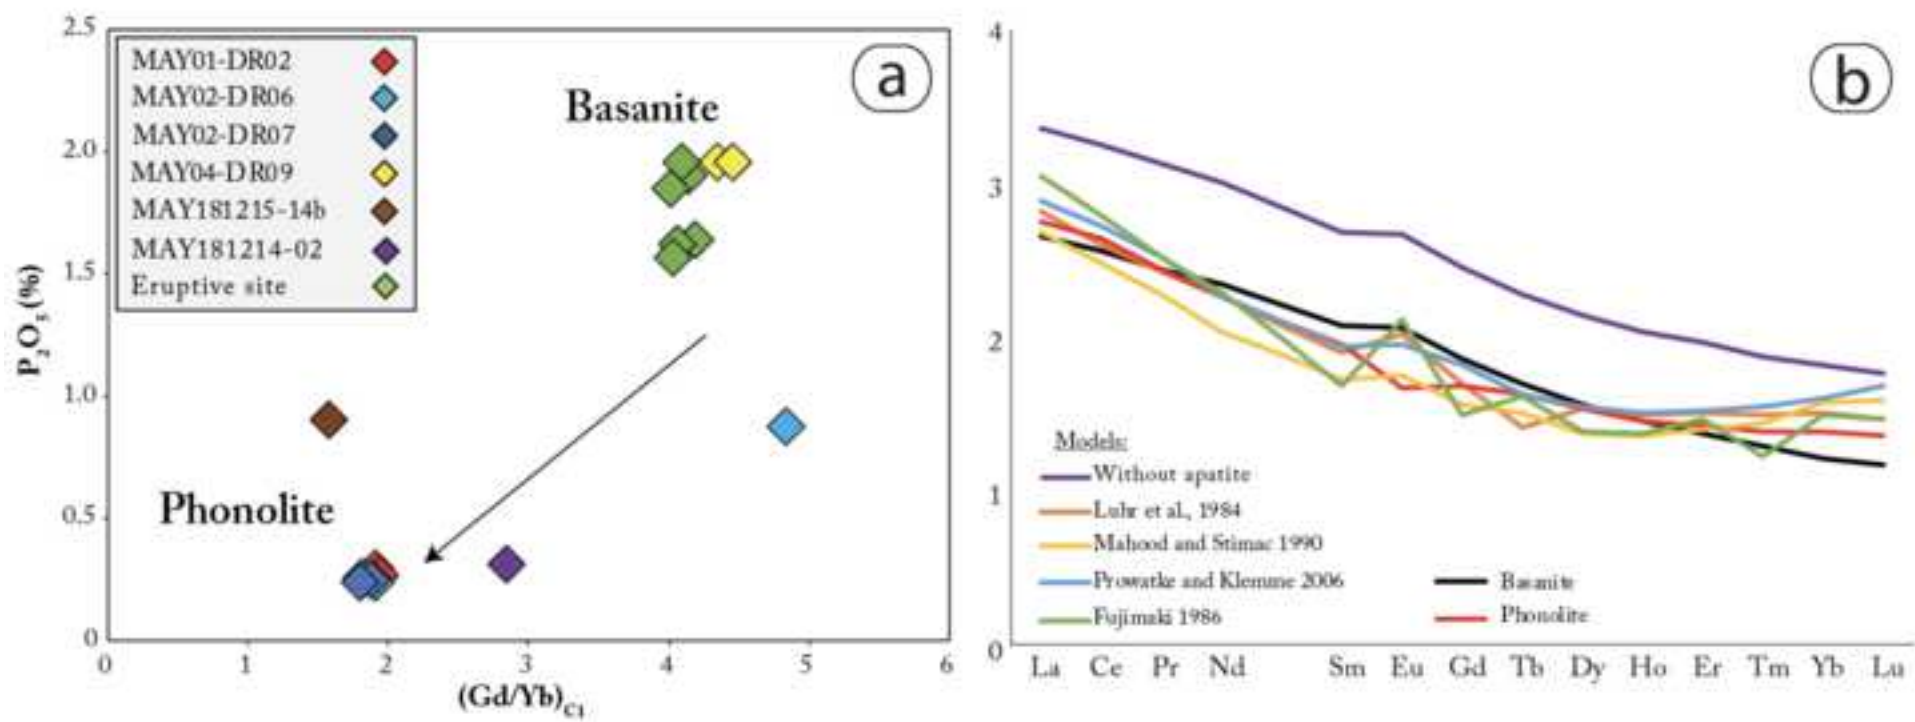 2.5
2.0
1.5
1.0
0.5
0
P₂O₅(%)
MAY01-DR02
MAY02-DR06
MAY02-DR07
MAY04-DR09
MAY181215-14b
MAY181214-02
Eruptive site
Basanite
a
Phonolite
0 1 2 3 4 5 6
(Gd/Yb)C1
b
4
3
2
1
0
Models:
Without apatite
Luhr et al., 1984
Mahood and Stimac 1990
Prowatke and Klemme 2006
Fujimaki 1986
Basanite
Phonolite
La Ce Pr Nd Sm Eu Gd Tb Dy Ho Er Tm Yb Lu